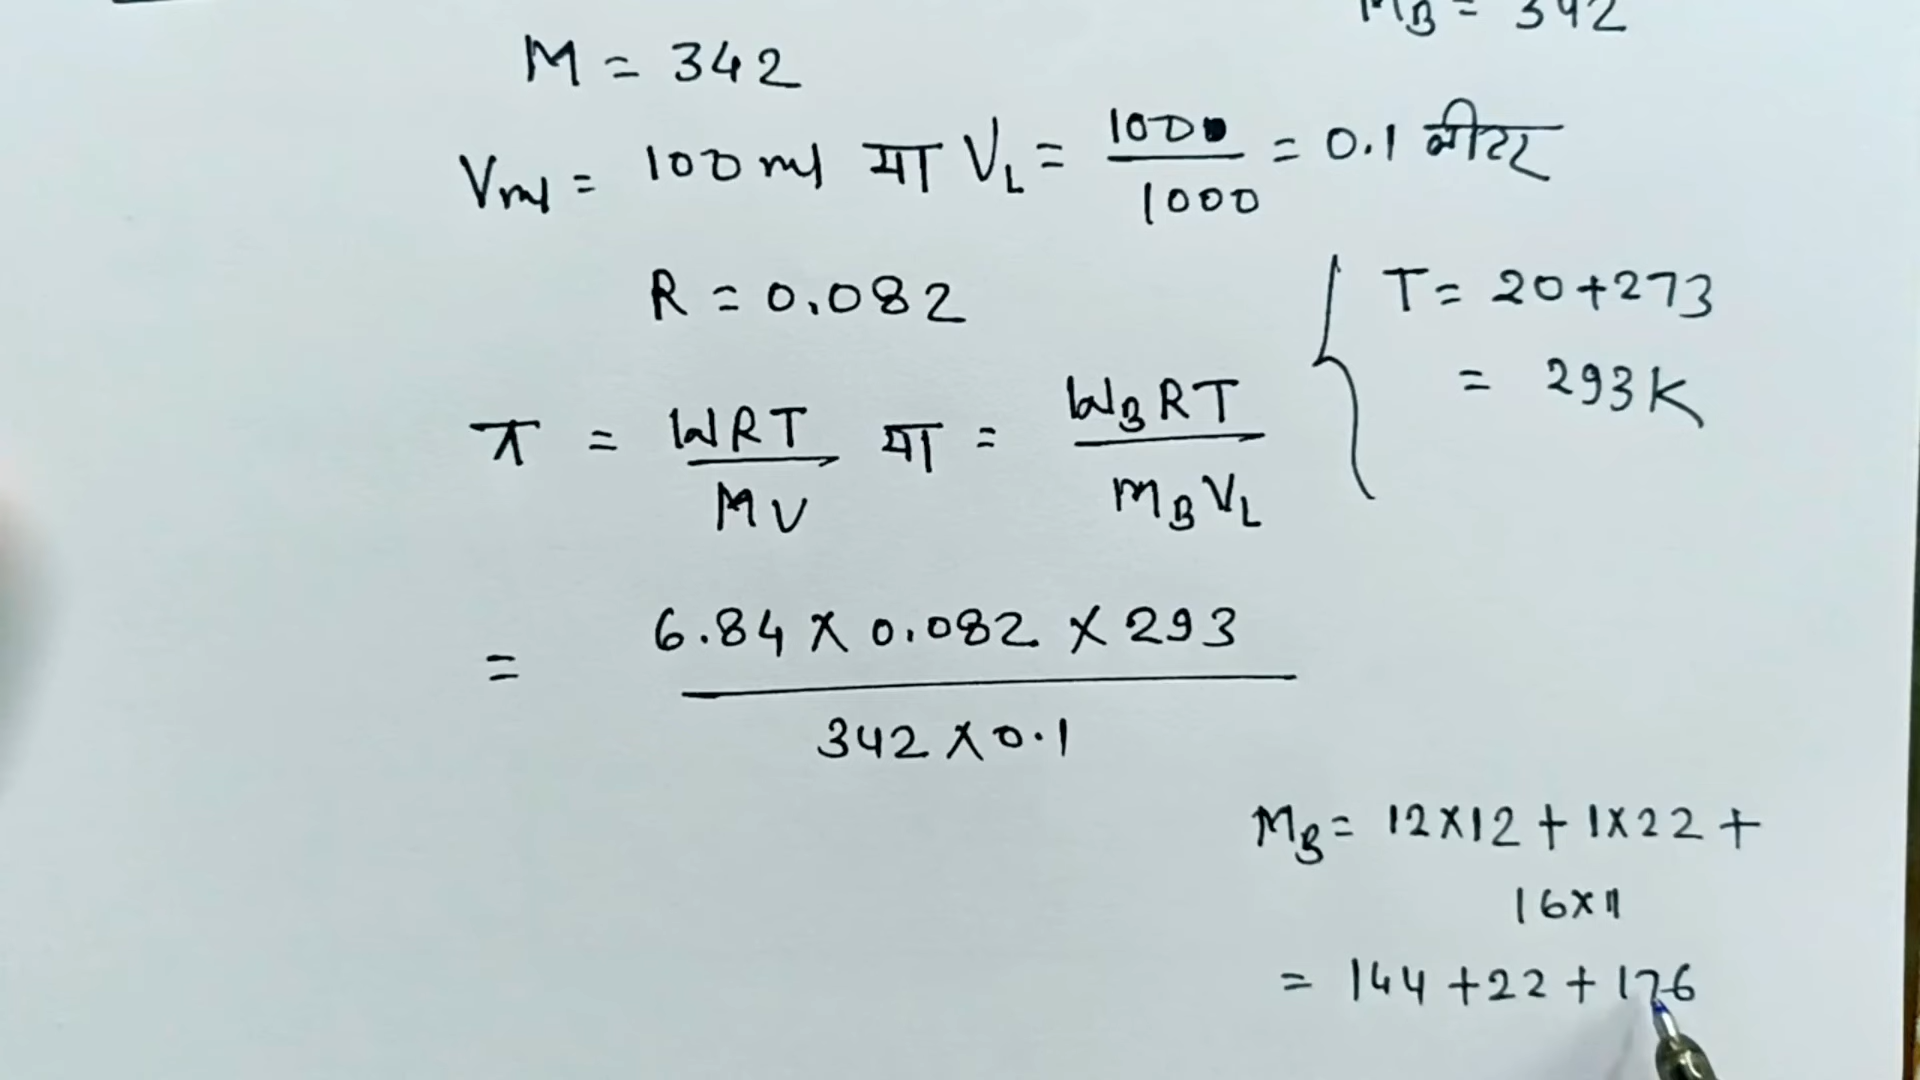 M_B = 342
M = 342
V_ml = 100 ml या V_L = 100/1000 = 0.1 लीटर
R = 0.082
T = 20+273
= 293K
π = WRT/MV या = W_B RT/m_B V_L
= 6.84 × 0.082 × 293/342 × 0.1
M_B = 12×12 + 1×22 +
16×11
= 144 + 22 + 176